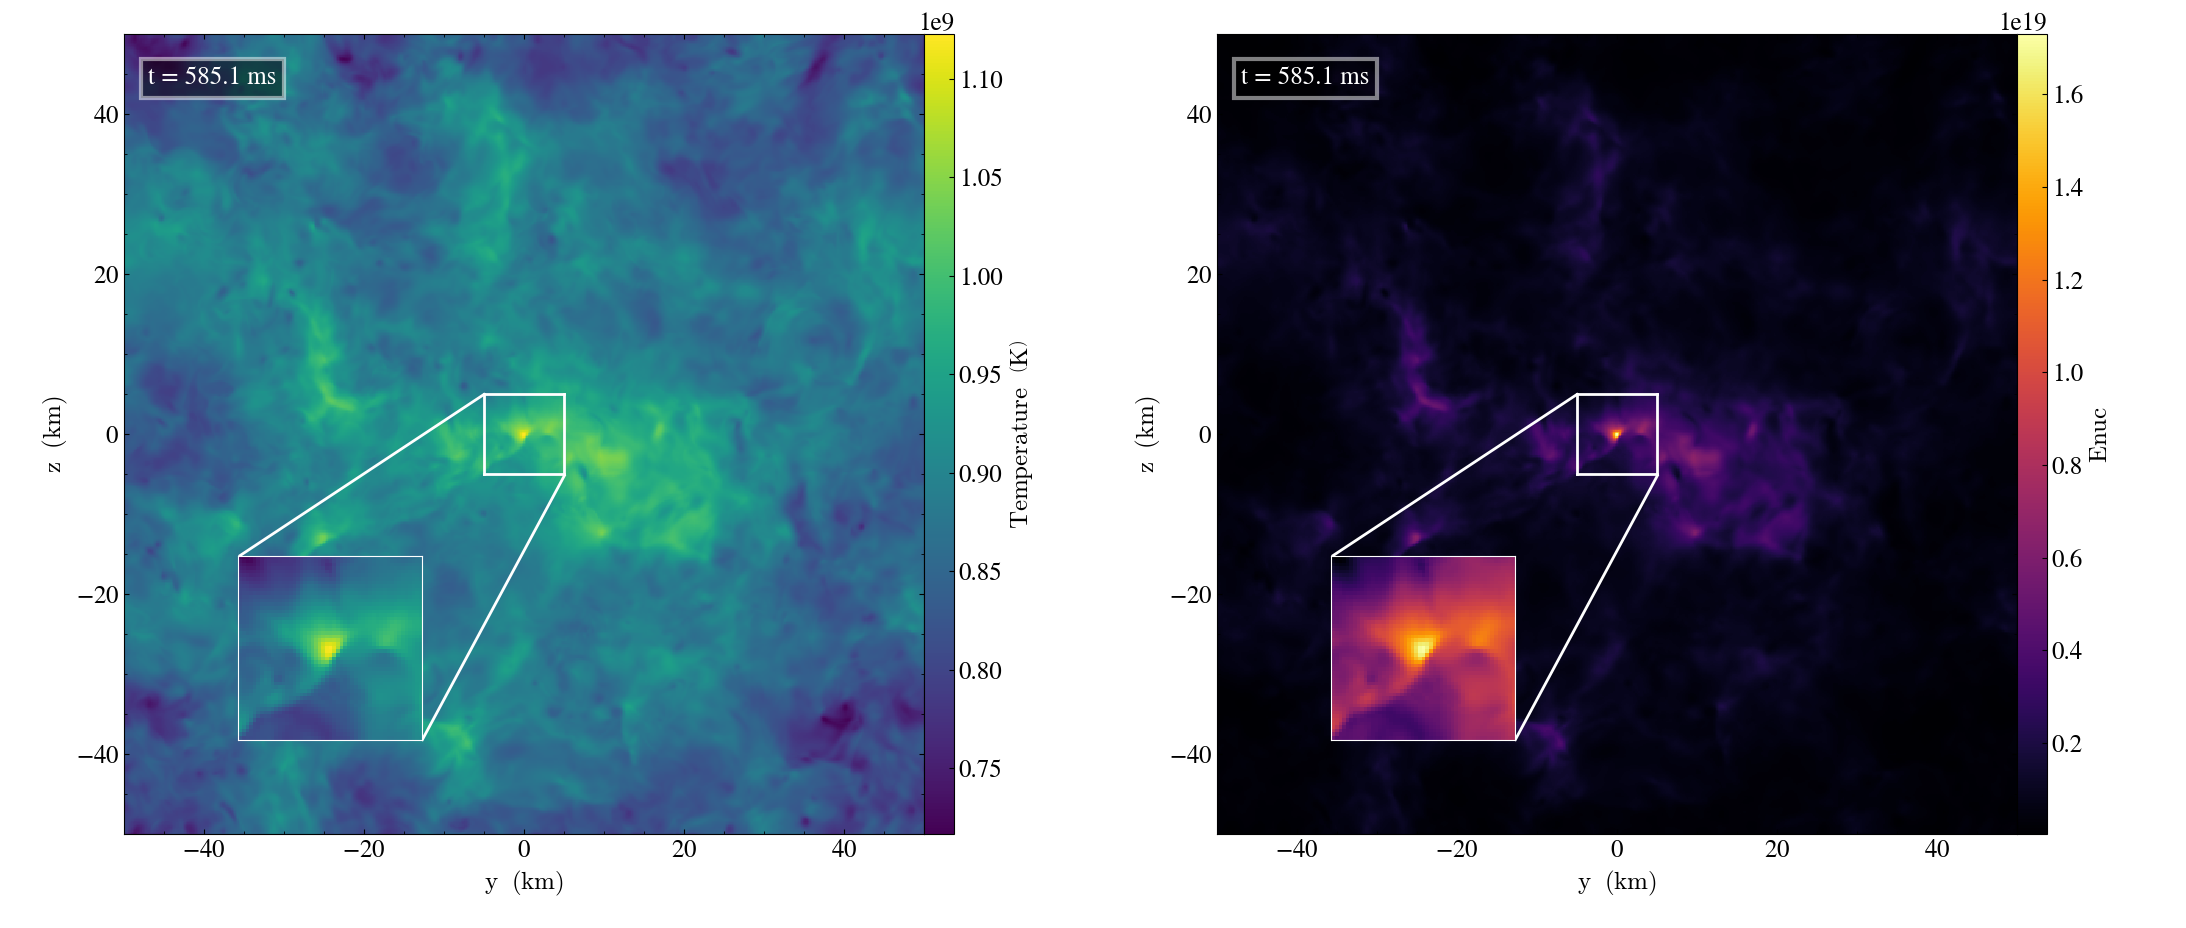 1e9
t = 585.1 ms
1.10
1.05
1.00
0.95
0.90
0.85
0.80
0.75
Temperature (K)
40
20
0
−20
−40
z (km)
−40 −20 0 20 40
y (km)
1e19
t = 585.1 ms
1.6
1.4
1.2
1.0
0.8
0.6
0.4
0.2
Enuc
40
20
0
−20
−40
z (km)
−40 −20 0 20 40
y (km)